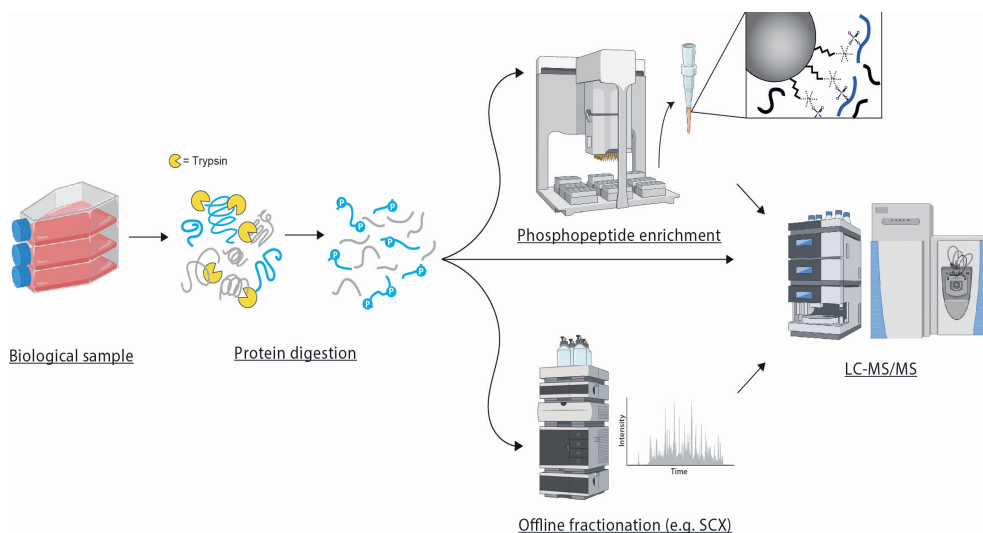 = Trypsin
P
P
P
P
P
P
P
Phosphopeptide enrichment
Biological sample
Protein digestion
LC-MS/MS
Intensity
Time
Offline fractionation (e.g. SCX)